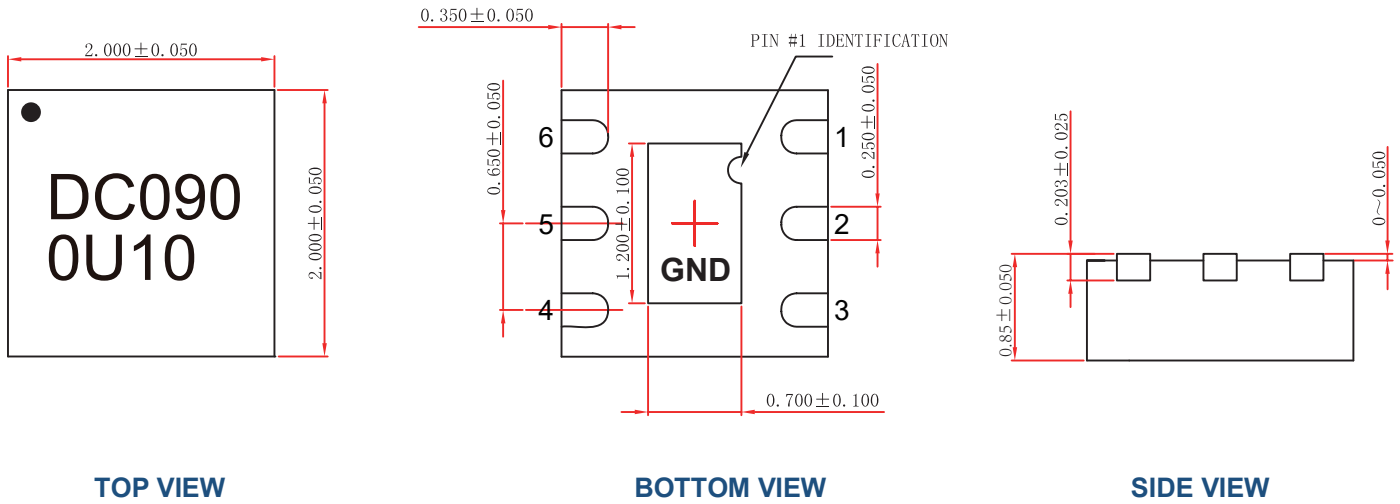 2.000±0.050
2.000±0.050
DC090
0U10
TOP VIEW
0.350±0.050
PIN #1 IDENTIFICATION
0.650±0.050
0.250±0.050
6
1
5
2
4
3
1.200±0.100
GND
0.700±0.100
BOTTOM VIEW
0.203±0.025
0~0.050
0.85±0.050
SIDE VIEW